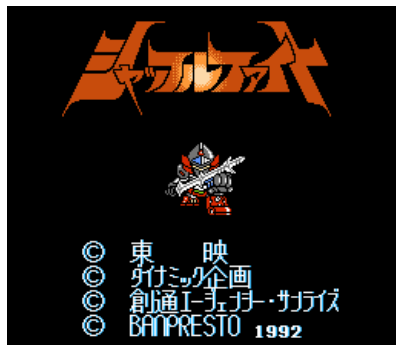 シャッフルファイト
© 東 映
© ダイナミック企画
© 創通エージェンシー・サンライズ
© BANPRESTO 1992